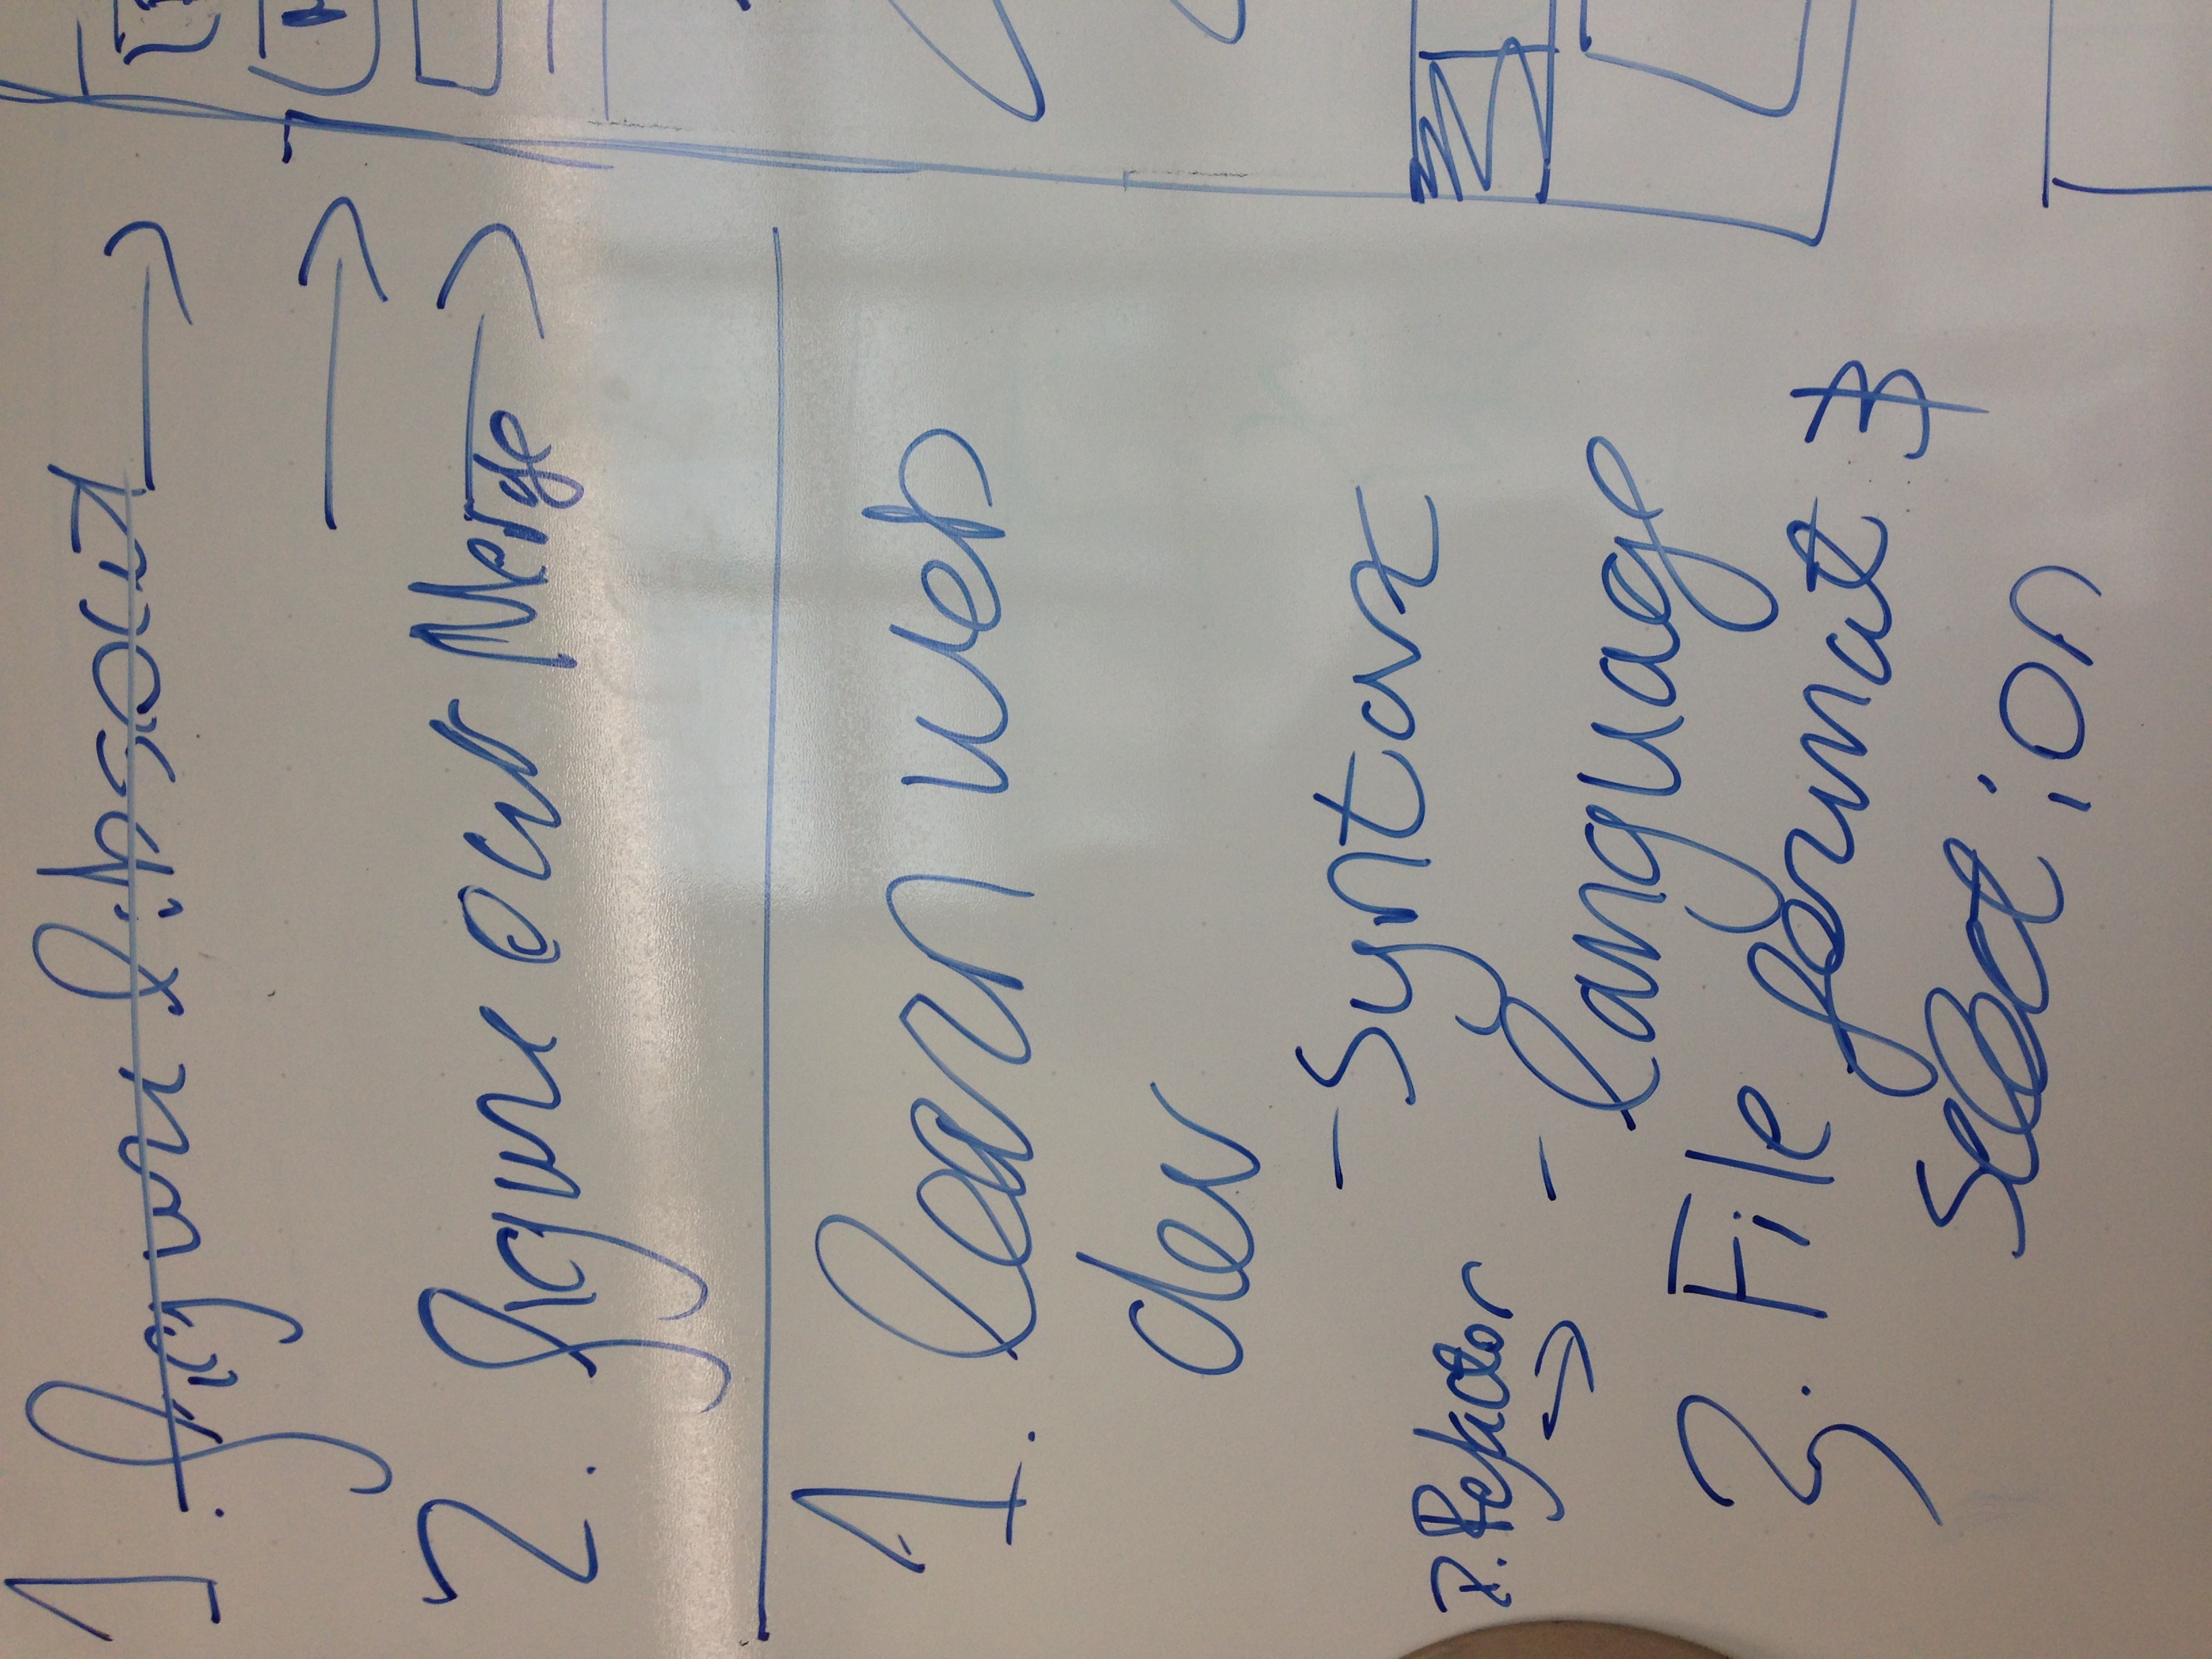 1. figure libs out
2. figure out Merge
1. learn web
dev
- Syntax
2. Refactor
- language
3. File format &
selection